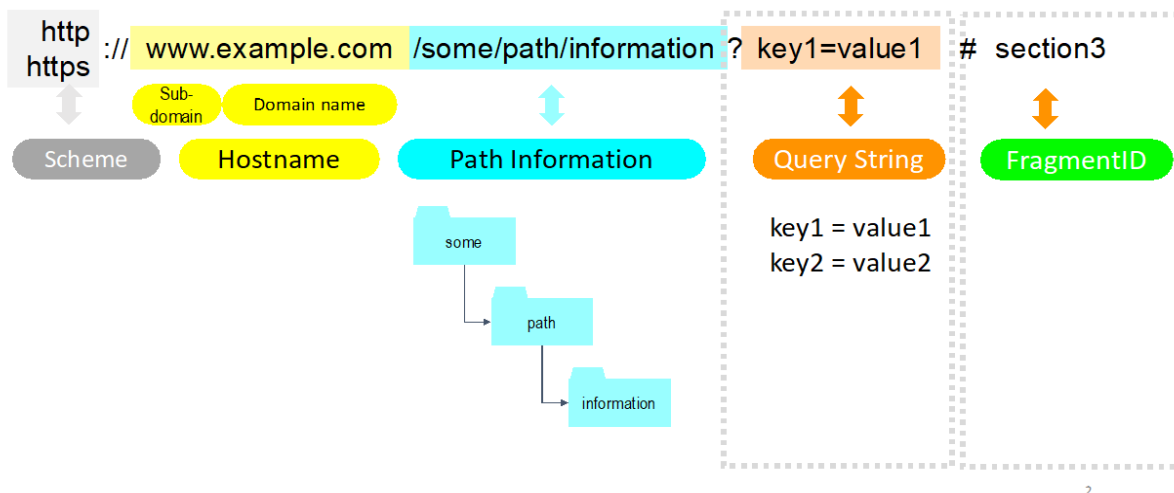 http
https
:// www.example.com /some/path/information ? key1=value1 # section3
Sub-
domain
Domain name
Scheme
Hostname
Path Information
Query String
FragmentID
key1 = value1
key2 = value2
some
path
information
2